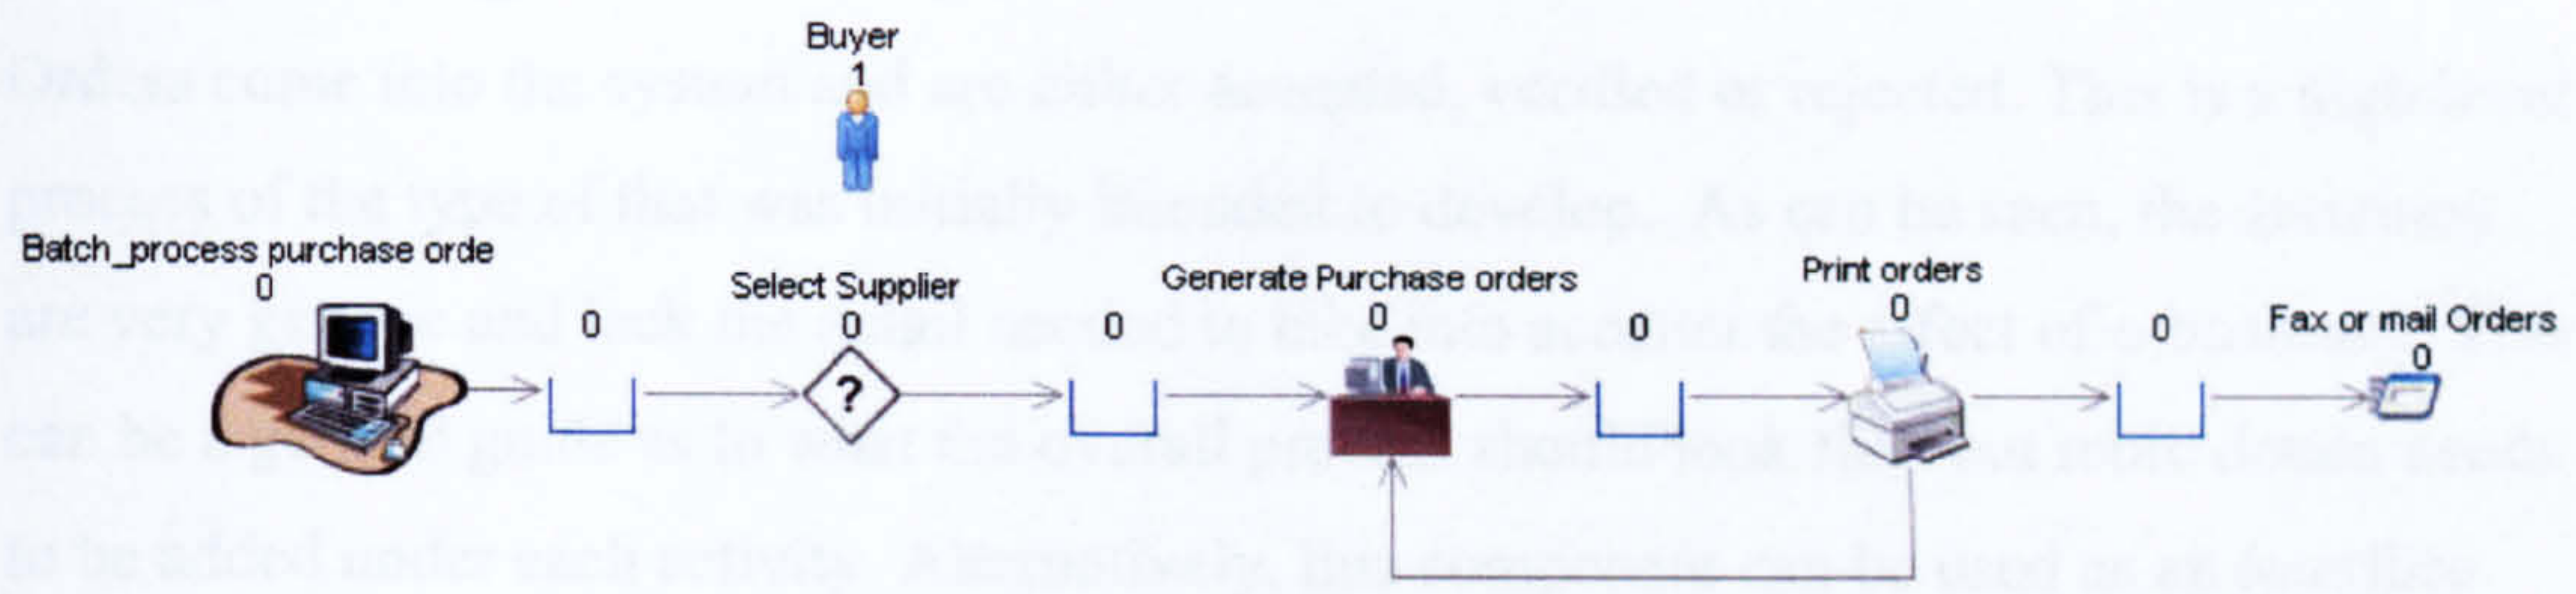 Buyer
1
Batch_process purchase orde
0
0
Select Supplier
0
?
0
Generate Purchase orders
0
0
Print orders
0
0
Fax or mail Orders
0